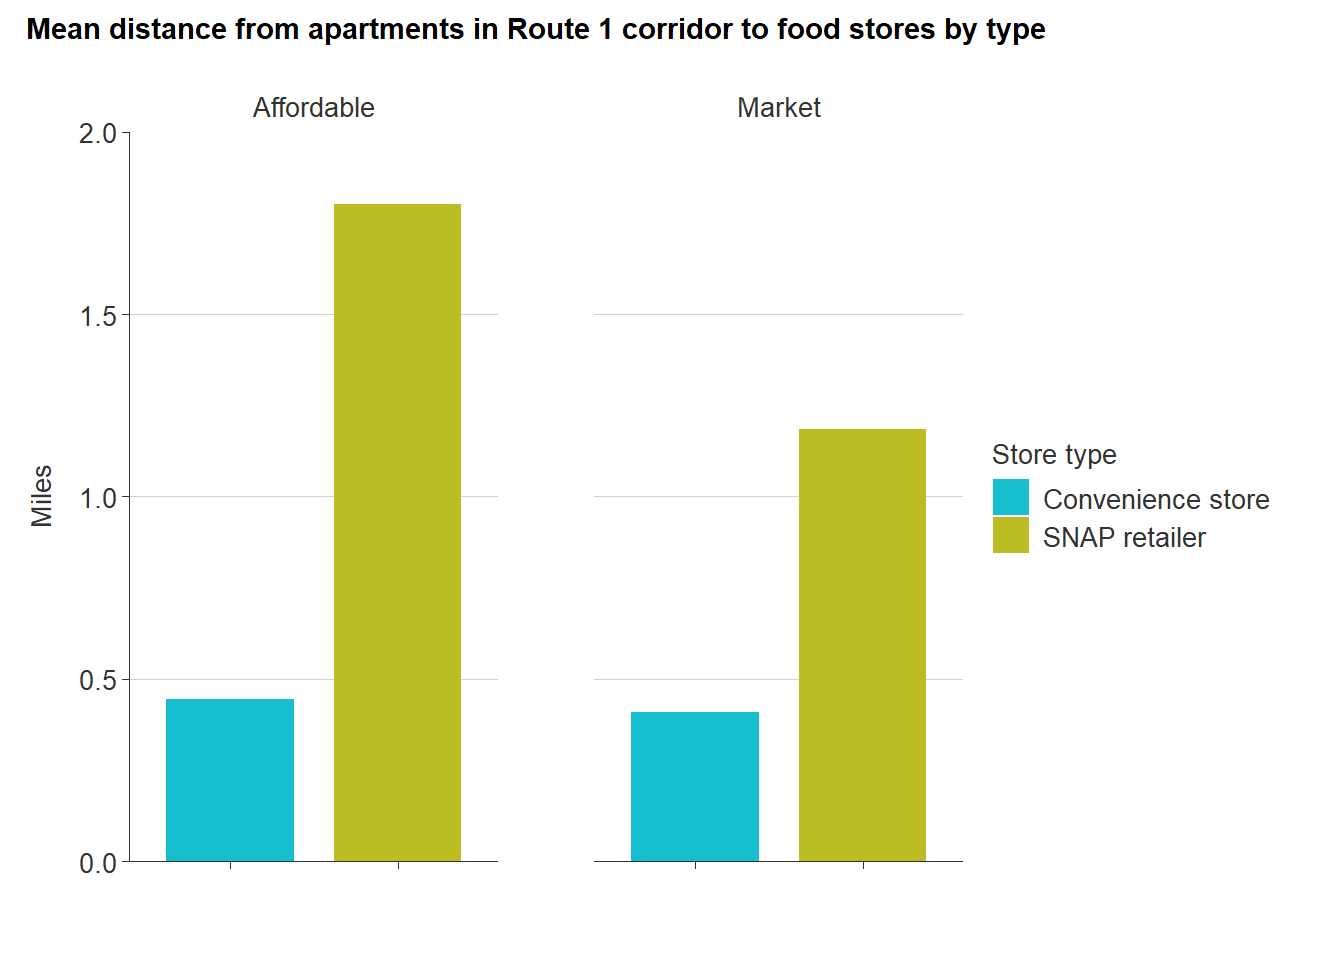 Mean distance from apartments in Route 1 corridor to food stores by type
Affordable
Market
2.0
1.5
1.0
0.5
0.0
Miles
Store type
Convenience store
SNAP retailer